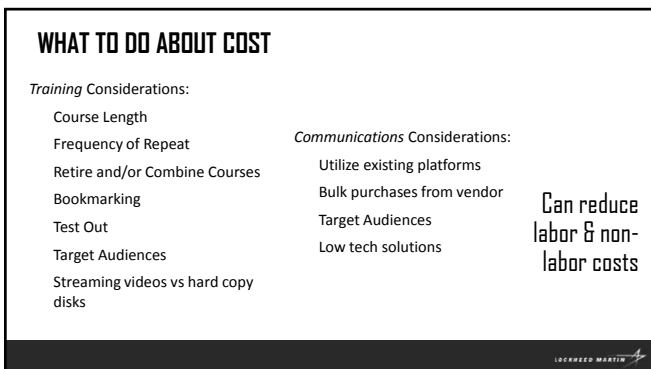 WHAT TO DO ABOUT COST
Training Considerations:
Course Length
Frequency of Repeat
Retire and/or Combine Courses
Bookmarking
Test Out
Target Audiences
Streaming videos vs hard copy
disks
Communications Considerations:
Utilize existing platforms
Bulk purchases from vendor
Target Audiences
Low tech solutions
Can reduce
labor & non-
labor costs
LOCKHEED MARTIN